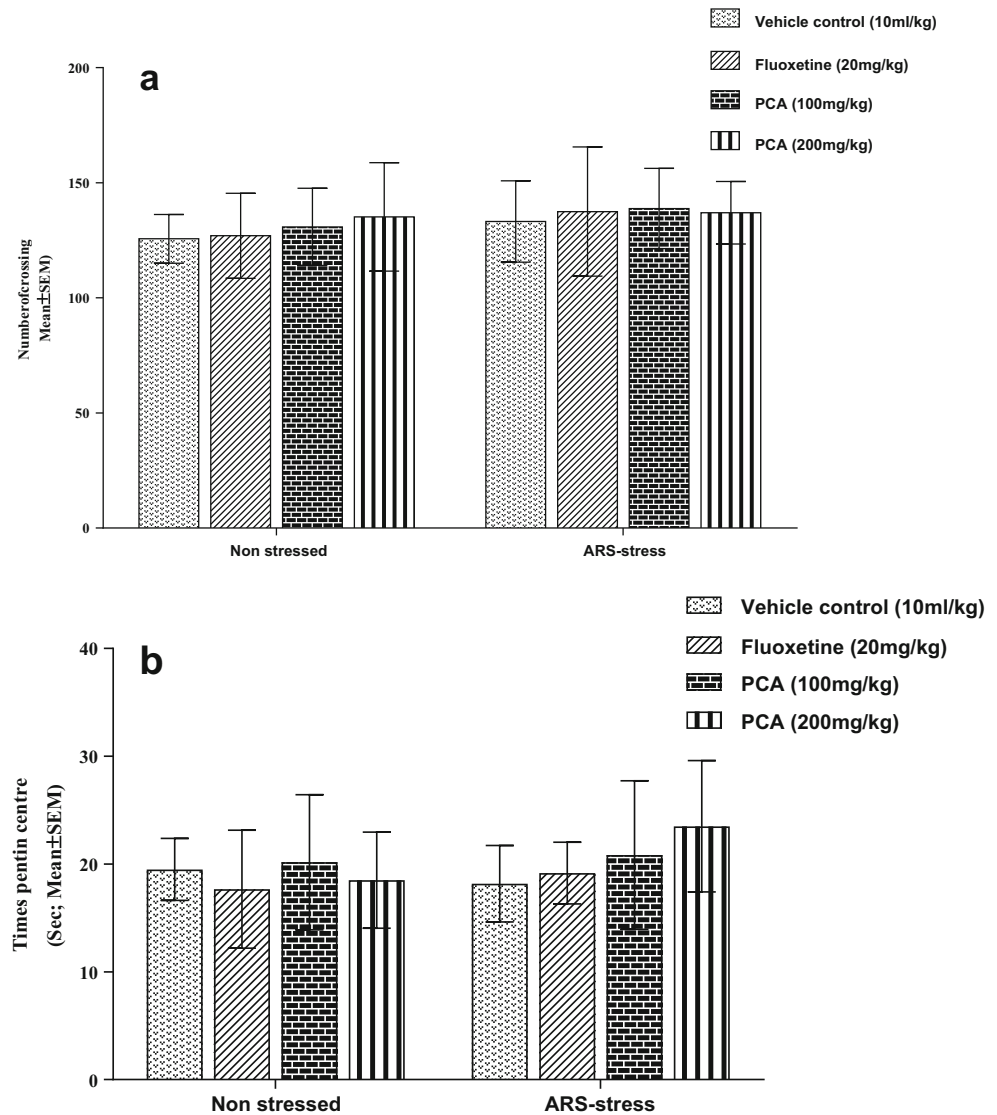 Vehicle control (10ml/kg)
Fluoxetine (20mg/kg)
PCA (100mg/kg)
PCA (200mg/kg)
a
200
150
100
50
0
Numberofcrossing
Mean±SEM)
Non stressed
ARS-stress
Vehicle control (10ml/kg)
Fluoxetine (20mg/kg)
PCA (100mg/kg)
PCA (200mg/kg)
b
40
30
20
10
0
Times pentin centre
(Sec; Mean±SEM)
Non stressed
ARS-stress